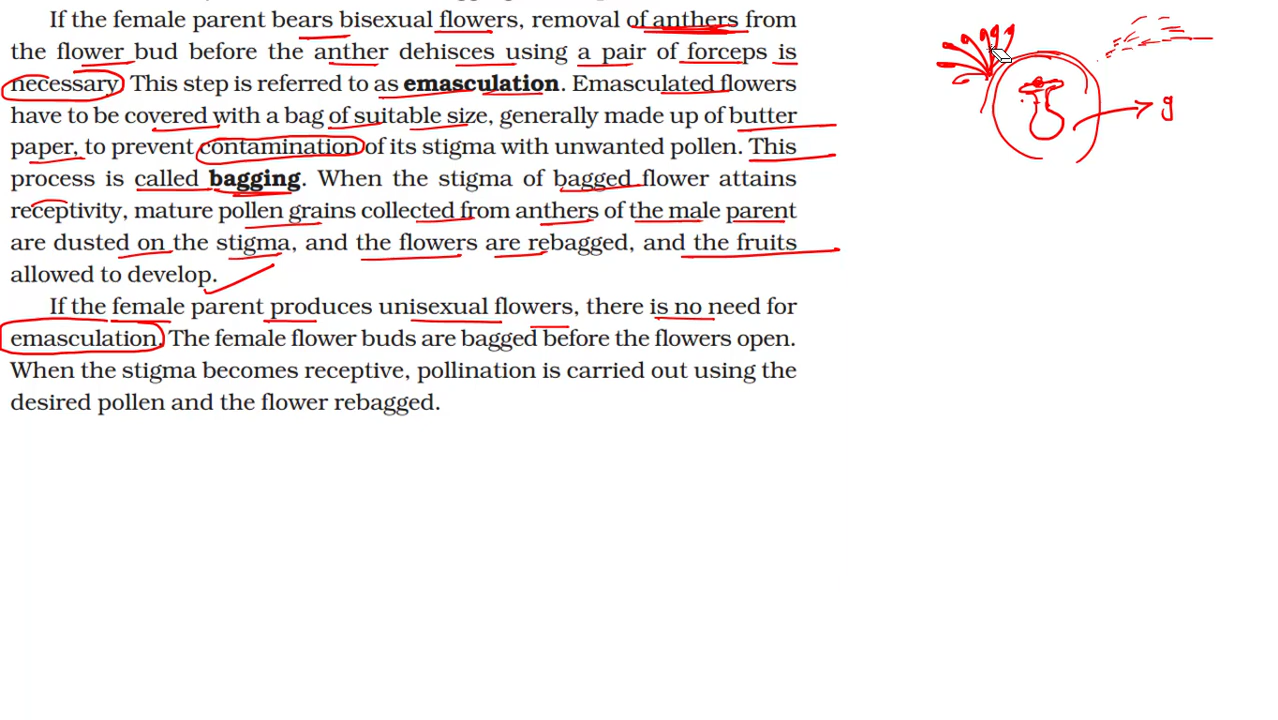 If the female parent bears bisexual flowers, removal of anthers from
the flower bud before the anther dehisces using a pair of forceps is
necessary. This step is referred to as emasculation. Emasculated flowers
have to be covered with a bag of suitable size, generally made up of butter
paper, to prevent contamination of its stigma with unwanted pollen. This
process is called bagging. When the stigma of bagged flower attains
receptivity, mature pollen grains collected from anthers of the male parent
are dusted on the stigma, and the flowers are rebagged, and the fruits
allowed to develop.
If the female parent produces unisexual flowers, there is no need for
emasculation. The female flower buds are bagged before the flowers open.
When the stigma becomes receptive, pollination is carried out using the
desired pollen and the flower rebagged.